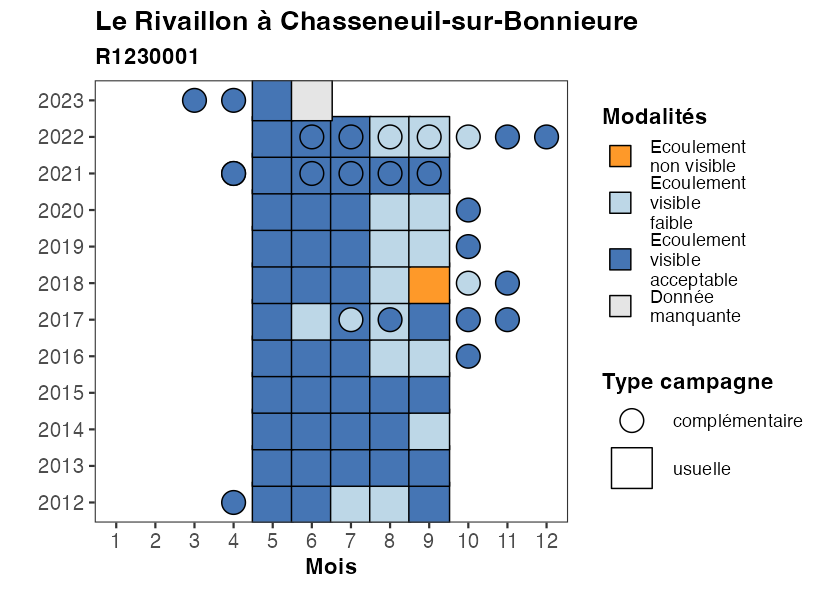 Le Rivaillon à Chasseneuil-sur-Bonnieure
R1230001
2023
2022
2021
2020
2019
2018
2017
2016
2015
2014
2013
2012
1 2 3 4 5 6 7 8 9 10 11 12
Mois
Modalités
Ecoulement
non visible
Ecoulement
visible
faible
Ecoulement
visible
acceptable
Donnée
manquante
Type campagne
complémentaire
usuelle